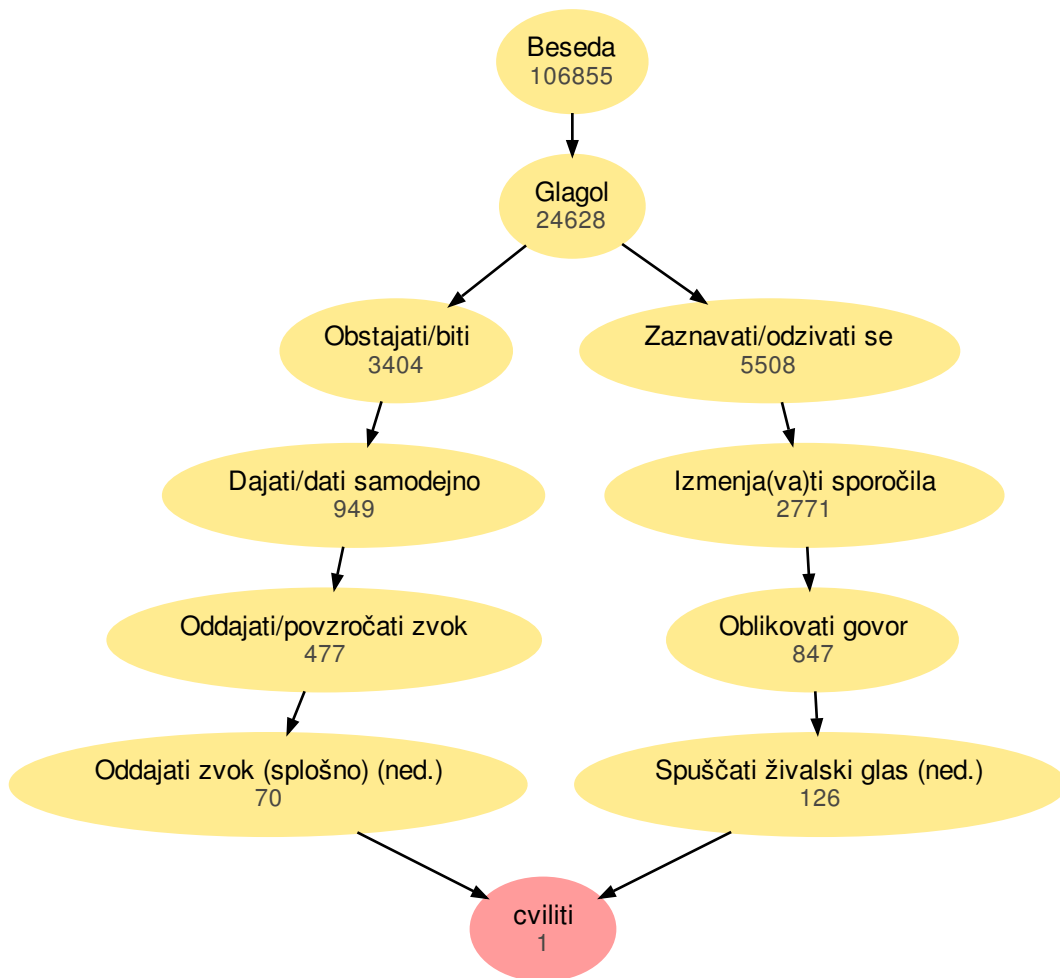 Beseda
106855
Glagol
24628
Obstajati/biti
3404
Zaznavati/odzivati se
5508
Dajati/dati samodejno
949
Izmenja(va)ti sporočila
2771
Oddajati/povzročati zvok
477
Oblikovati govor
847
Oddajati zvok (splošno) (ned.)
70
Spuščati živalski glas (ned.)
126
cviliti
1